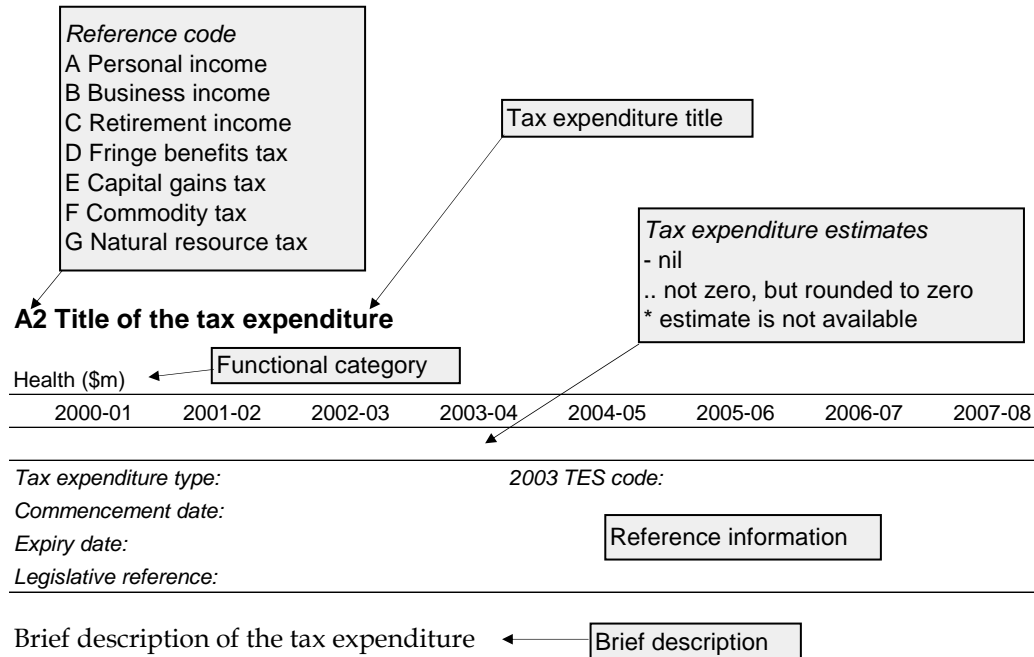 Reference code
A Personal income
B Business income
C Retirement income
D Fringe benefits tax
E Capital gains tax
F Commodity tax
G Natural resource tax
Tax expenditure title
Tax expenditure estimates
- nil
.. not zero, but rounded to zero
* estimate is not available
A2 Title of the tax expenditure
Health ($m)
Functional category
2000-01 2001-02 2002-03 2003-04 2004-05 2005-06 2006-07 2007-08
Tax expenditure type: 2003 TES code:
Commencement date:
Expiry date:
Reference information
Legislative reference:
Brief description of the tax expenditure
Brief description